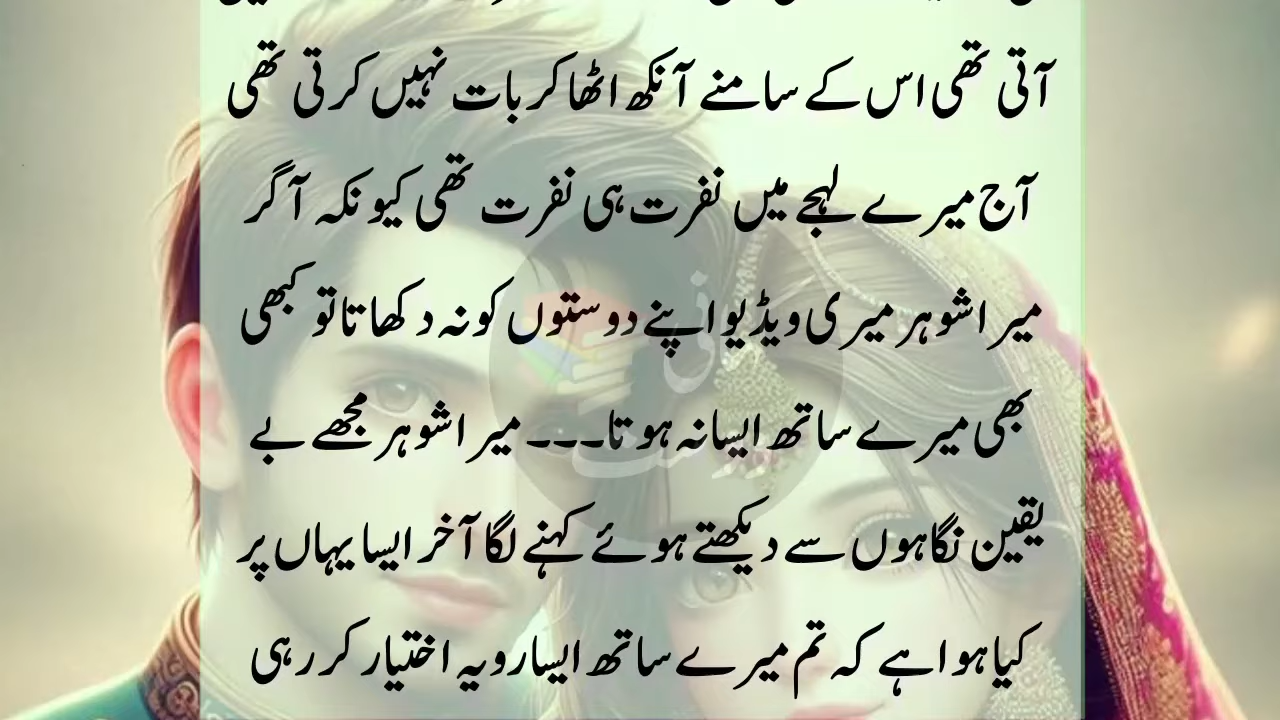 آتی تھی اس کے سامنے آنکھ اٹھا کر بات نہیں کرتی تھی
آج میرے لہجے میں نفرت ہی نفرت تھی کیونکہ آگر
میرا شوہر میری ویڈیو اپنے دوستوں کو نہ دکھاتا تو کبھی
بھی میرے ساتھ ایسا نہ ہوتا۔۔۔ میرا شوہر مجھے بے
یقین نگاہوں سے دیکھتے ہوئے کہنے لگا آخر ایسا یہاں پر
کیا ہوا ہے کہ تم میرے ساتھ ایسا رویہ اختیار کر رہی